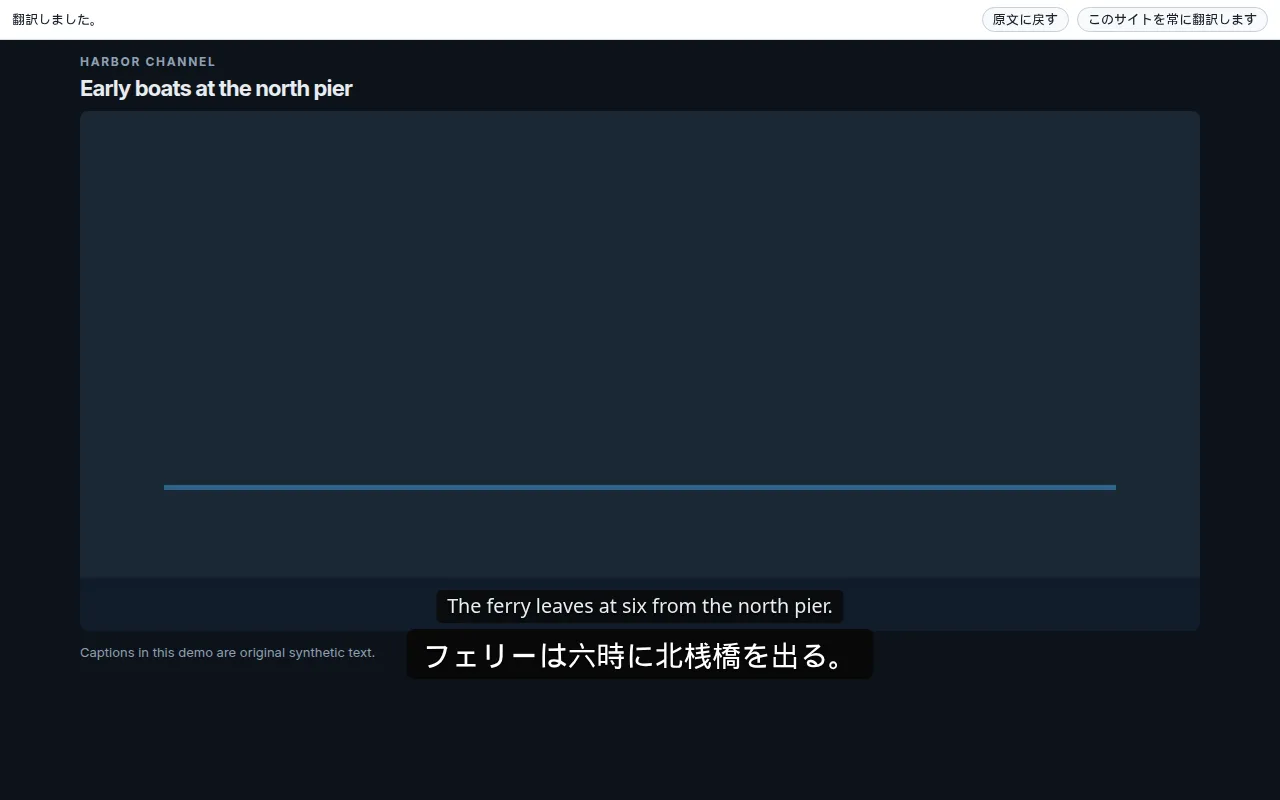 翻訳しました。
原文に戻す
このサイトを常に翻訳します
HARBOR CHANNEL
Early boats at the north pier
The ferry leaves at six from the north pier.
フェリーは六時に北桟橋を出る。
Captions in this demo are original synthetic text.